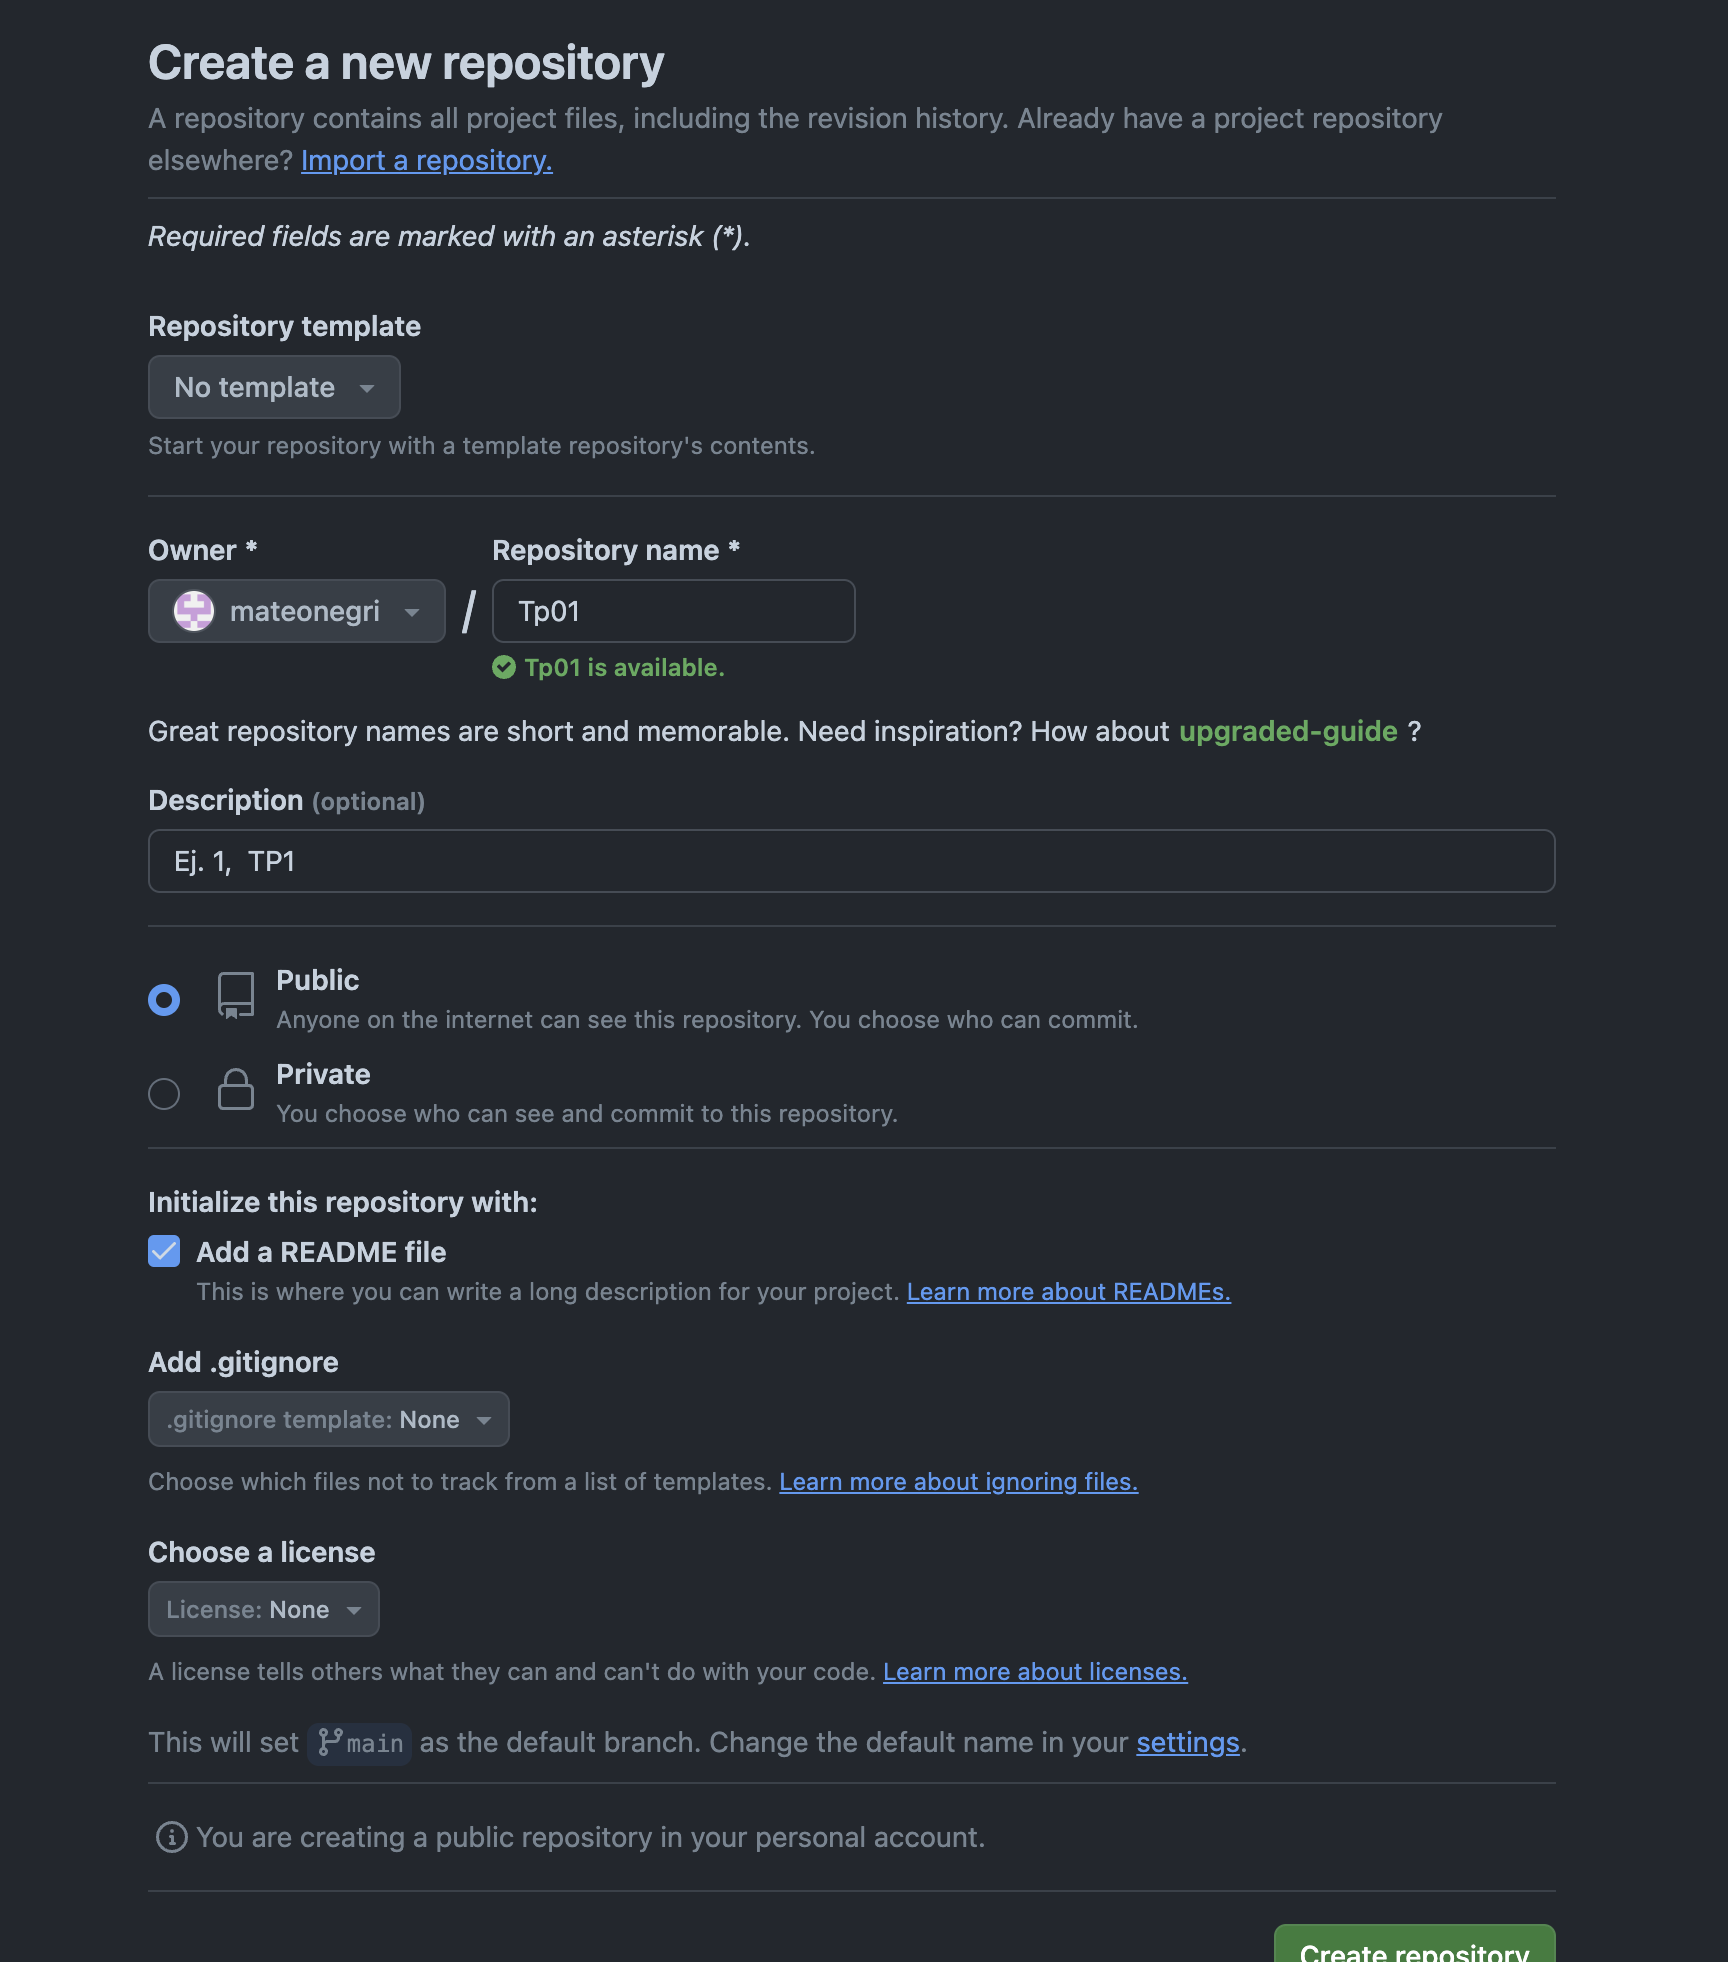 Create a new repository
A repository contains all project files, including the revision history. Already have a project repository
elsewhere? Import a repository.
Required fields are marked with an asterisk (*).
Repository template
No template
Start your repository with a template repository's contents.
Owner * Repository name *
mateonegri / Tp01
Tp01 is available.
Great repository names are short and memorable. Need inspiration? How about upgraded-guide ?
Description (optional)
Ej. 1, TP1
Public
Anyone on the internet can see this repository. You choose who can commit.
Private
You choose who can see and commit to this repository.
Initialize this repository with:
Add a README file
This is where you can write a long description for your project. Learn more about READMEs.
Add .gitignore
.gitignore template: None
Choose which files not to track from a list of templates. Learn more about ignoring files.
Choose a license
License: None
A license tells others what they can and can't do with your code. Learn more about licenses.
This will set main as the default branch. Change the default name in your settings.
You are creating a public repository in your personal account.
Create repository